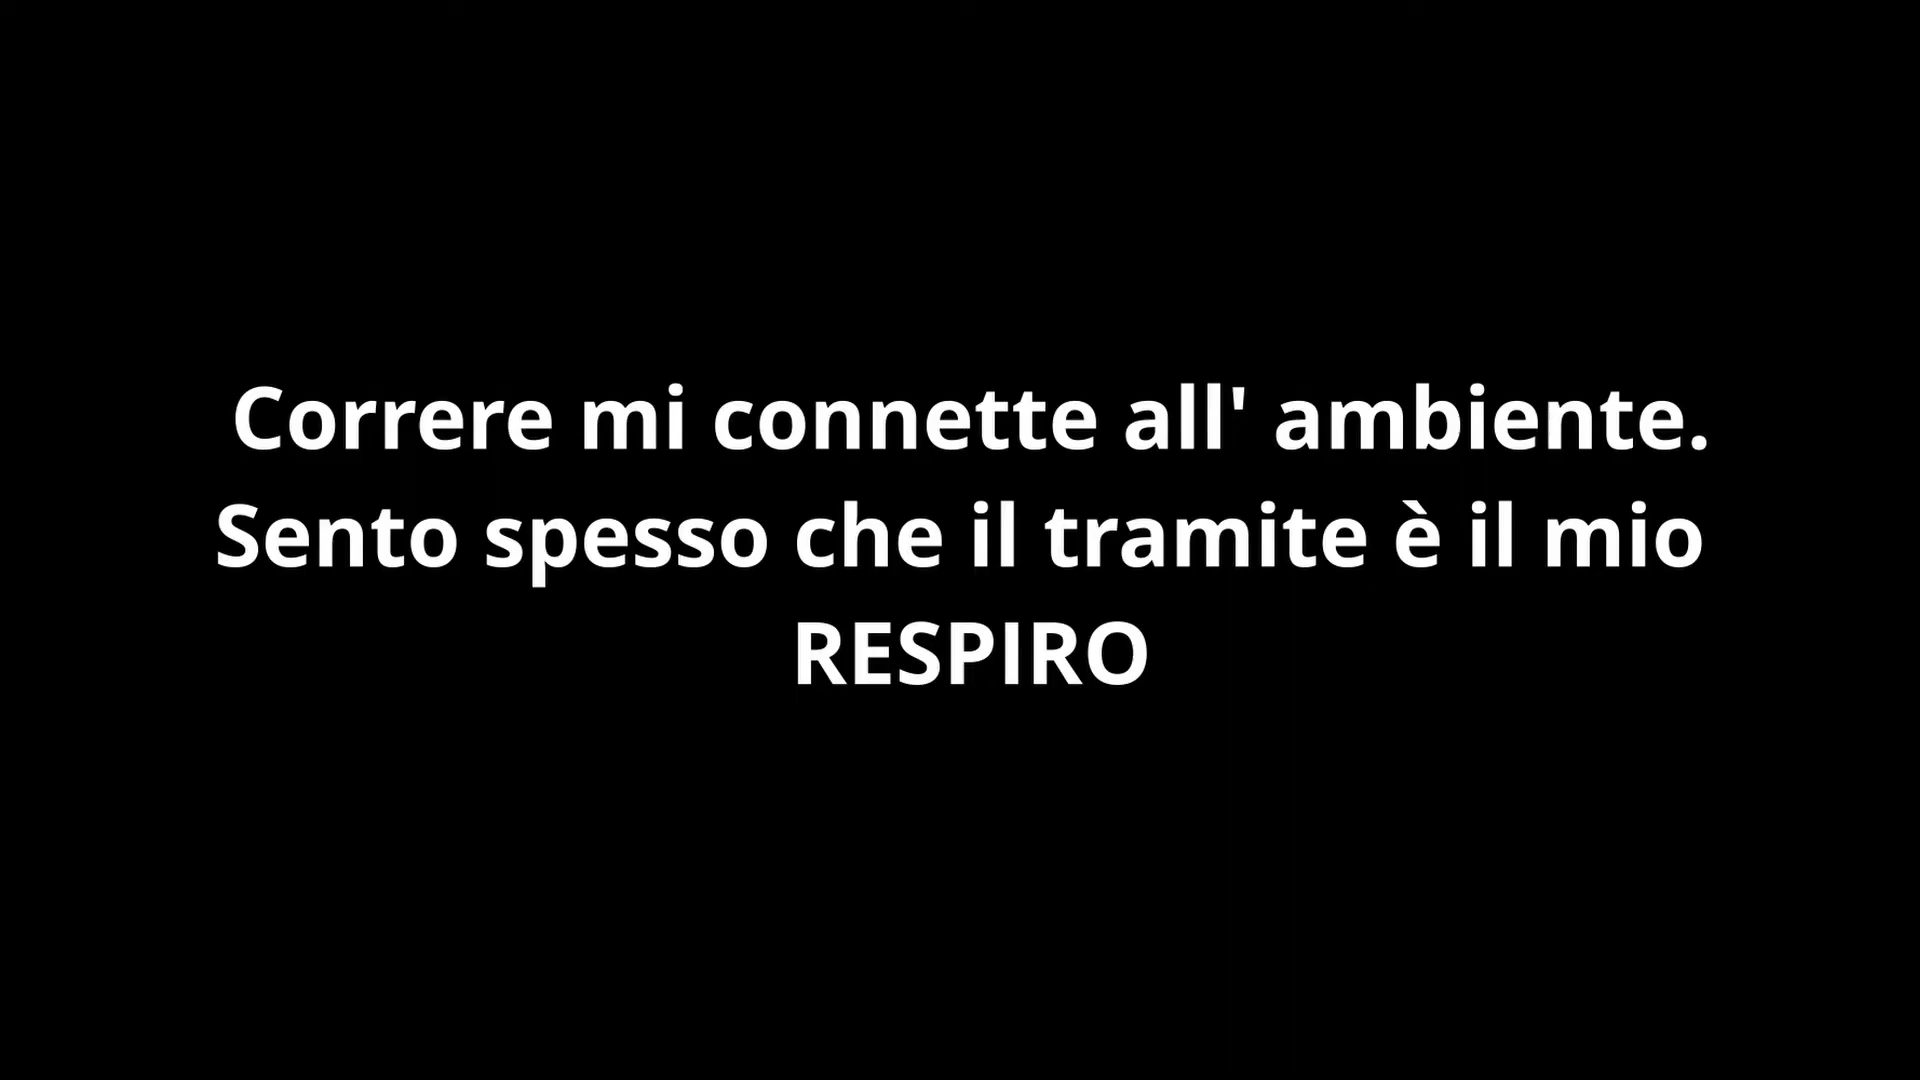 Correre mi connette all' ambiente.
Sento spesso che il tramite è il mio
RESPIRO